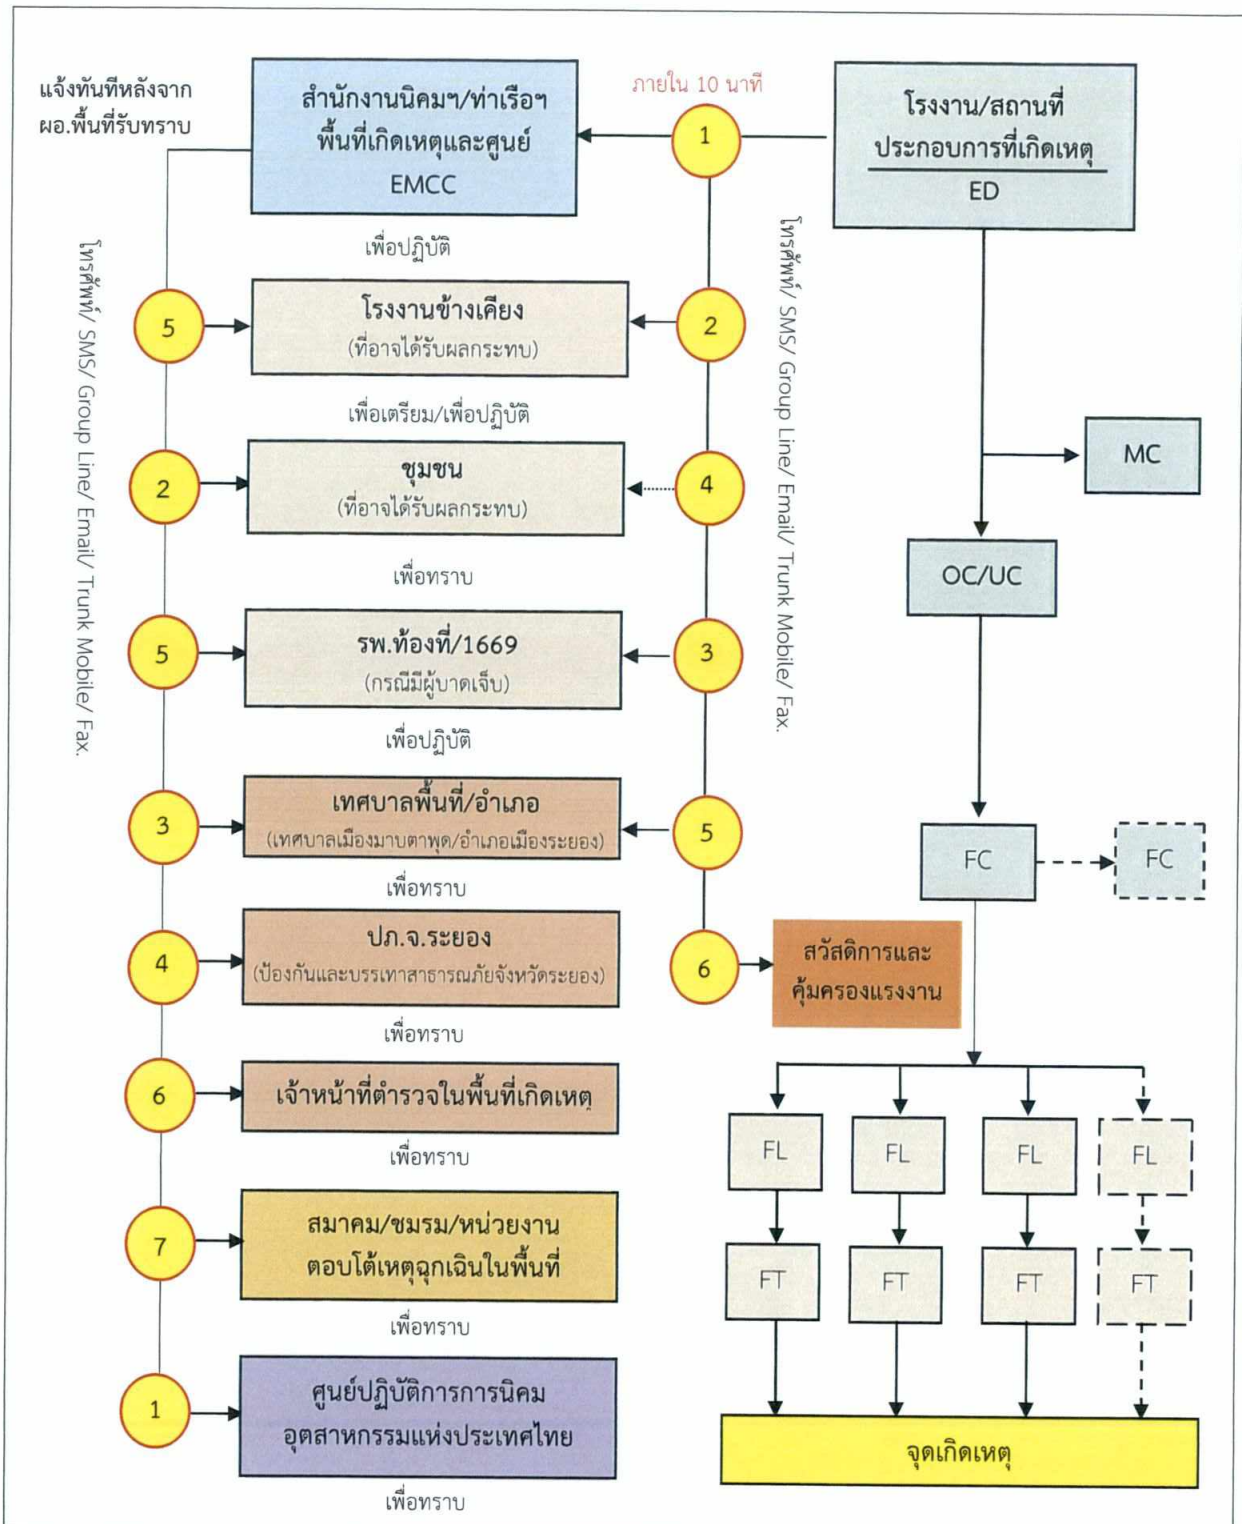 แจ้งทันทีหลังจาก
ผอ.พื้นที่รับทราบ
สำนักงานนิคมฯ/ท่าเรือฯ
พื้นที่เกิดเหตุและศูนย์
EMCC
ภายใน 10 นาที
1
โรงงาน/สถานที่
ประกอบการที่เกิดเหตุ
ED
เพื่อปฏิบัติ
โทรศัพท์/ SMS/ Group Line/ Email/ Trunk Mobile/ Fax.
โทรศัพท์/ SMS/ Group Line/ Email/ Trunk Mobile/ Fax.
5
โรงงานข้างเคียง
(ที่อาจได้รับผลกระทบ)
2
เพื่อเตรียม/เพื่อปฏิบัติ
2
ชุมชน
(ที่อาจได้รับผลกระทบ)
4
MC
เพื่อทราบ
OC/UC
5
รพ.ท้องที่/1669
(กรณีมีผู้บาดเจ็บ)
3
เพื่อปฏิบัติ
3
เทศบาลพื้นที่/อำเภอ
(เทศบาลเมืองมาบตาพุด/อำเภอเมืองระยอง)
5
FC
FC
เพื่อทราบ
4
ปภ.จ.ระยอง
(ป้องกันและบรรเทาสาธารณภัยจังหวัดระยอง)
6
สวัสดิการและ
คุ้มครองแรงงาน
เพื่อทราบ
6
เจ้าหน้าที่ตำรวจในพื้นที่เกิดเหตุ
เพื่อทราบ
FL
FL
FL
FL
7
สมาคม/ชมรม/หน่วยงาน
ตอบโต้เหตุฉุกเฉินในพื้นที่
FT
FT
FT
FT
เพื่อทราบ
1
ศูนย์ปฏิบัติการการนิคม
อุตสาหกรรมแห่งประเทศไทย
จุดเกิดเหตุ
เพื่อทราบ